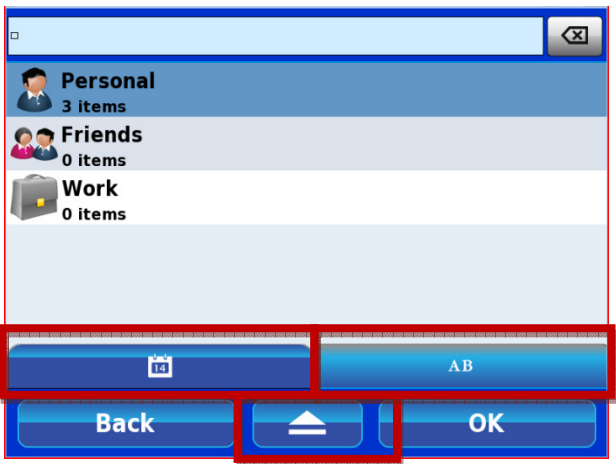 Personal
3 items
Friends
0 items
Work
0 items
14
AB
Back
OK